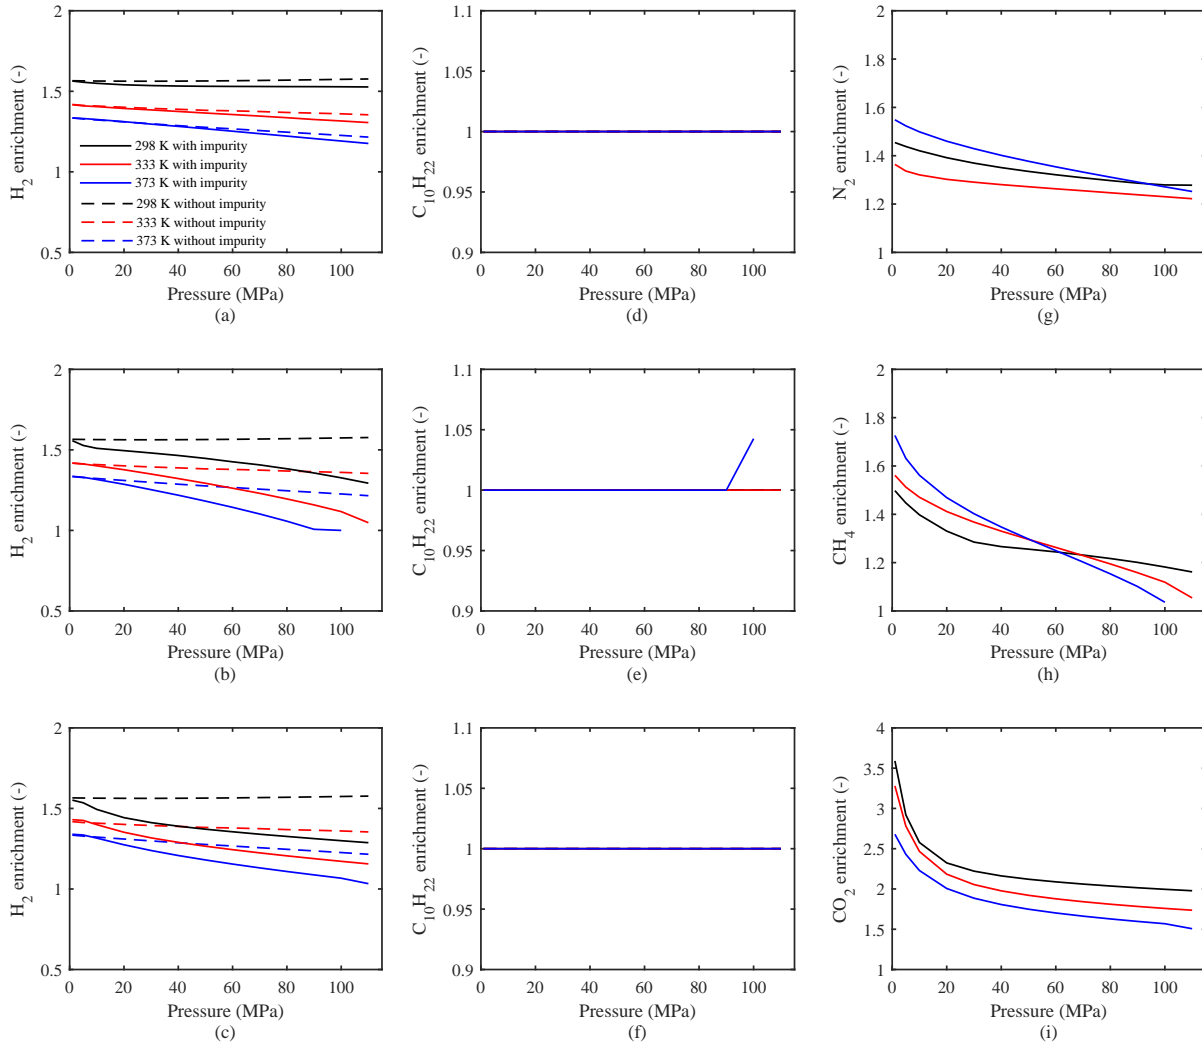 H2 enrichment (-)
2
1.5
1
0.5
298 K with impurity
333 K with impurity
373 K with impurity
298 K without impurity
333 K without impurity
373 K without impurity
0 20 40 60 80 100
Pressure (MPa)
(a)
C10H22 enrichment (-)
1.1
1.05
1
0.95
0.9
0 20 40 60 80 100
Pressure (MPa)
(d)
N2 enrichment (-)
2
1.8
1.6
1.4
1.2
1
0 20 40 60 80 100
Pressure (MPa)
(g)
H2 enrichment (-)
2
1.5
1
0.5
0 20 40 60 80 100
Pressure (MPa)
(b)
C10H22 enrichment (-)
1.1
1.05
1
0.95
0.9
0 20 40 60 80 100
Pressure (MPa)
(e)
CH4 enrichment (-)
2
1.8
1.6
1.4
1.2
1
0 20 40 60 80 100
Pressure (MPa)
(h)
H2 enrichment (-)
2
1.5
1
0.5
0 20 40 60 80 100
Pressure (MPa)
(c)
C10H22 enrichment (-)
1.1
1.05
1
0.95
0.9
0 20 40 60 80 100
Pressure (MPa)
(f)
CO2 enrichment (-)
4
3.5
3
2.5
2
1.5
1
0 20 40 60 80 100
Pressure (MPa)
(i)